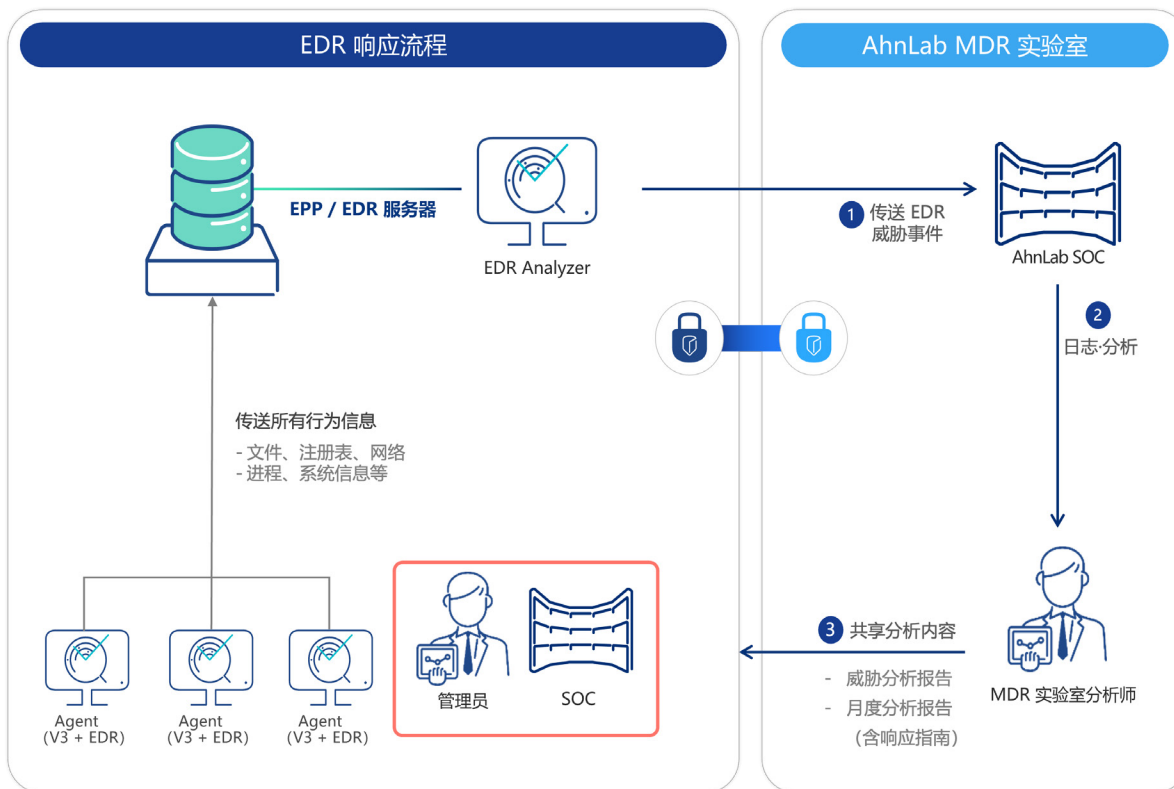 EDR 响应流程
AhnLab MDR 实验室
EPP / EDR 服务器
EDR Analyzer
1 传送 EDR
威胁事件
AhnLab SOC
2
日志·分析
传送所有行为信息
- 文件、注册表、网络
- 进程、系统信息等
管理员
SOC
Agent
(V3 + EDR)
Agent
(V3 + EDR)
Agent
(V3 + EDR)
3 共享分析内容
- 威胁分析报告
- 月度分析报告
(含响应指南)
MDR 实验室分析师